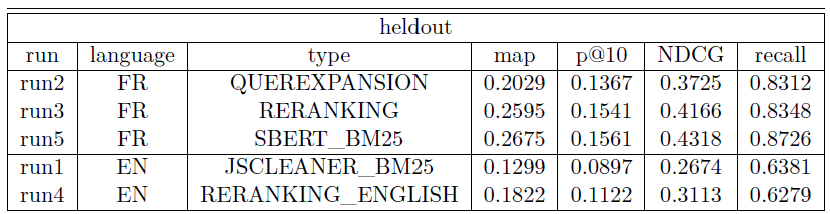 heldout
run language type map p@10 NDCG recall
run2 FR QUEREXPANSION 0.2029 0.1367 0.3725 0.8312
run3 FR RERANKING 0.2595 0.1541 0.4166 0.8348
run5 FR SBERT_BM25 0.2675 0.1561 0.4318 0.8726
run1 EN JSCLEANER_BM25 0.1299 0.0897 0.2674 0.6381
run4 EN RERANKING_ENGLISH 0.1822 0.1122 0.3113 0.6279